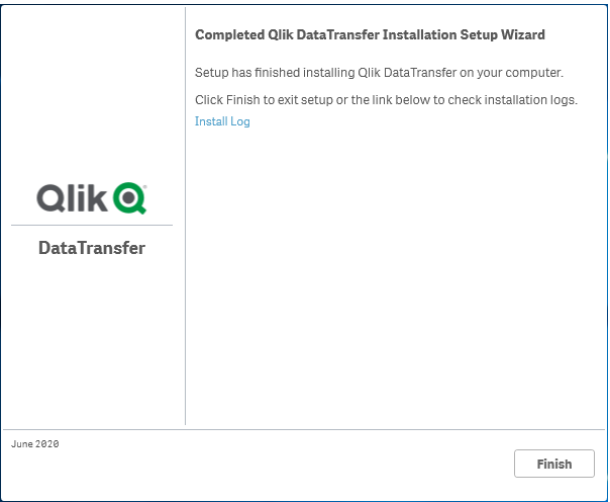 Completed Qlik DataTransfer Installation Setup Wizard
Setup has finished installing Qlik DataTransfer on your computer.
Click Finish to exit setup or the link below to check installation logs.
Install Log
Qlik
DataTransfer
June 2020
Finish